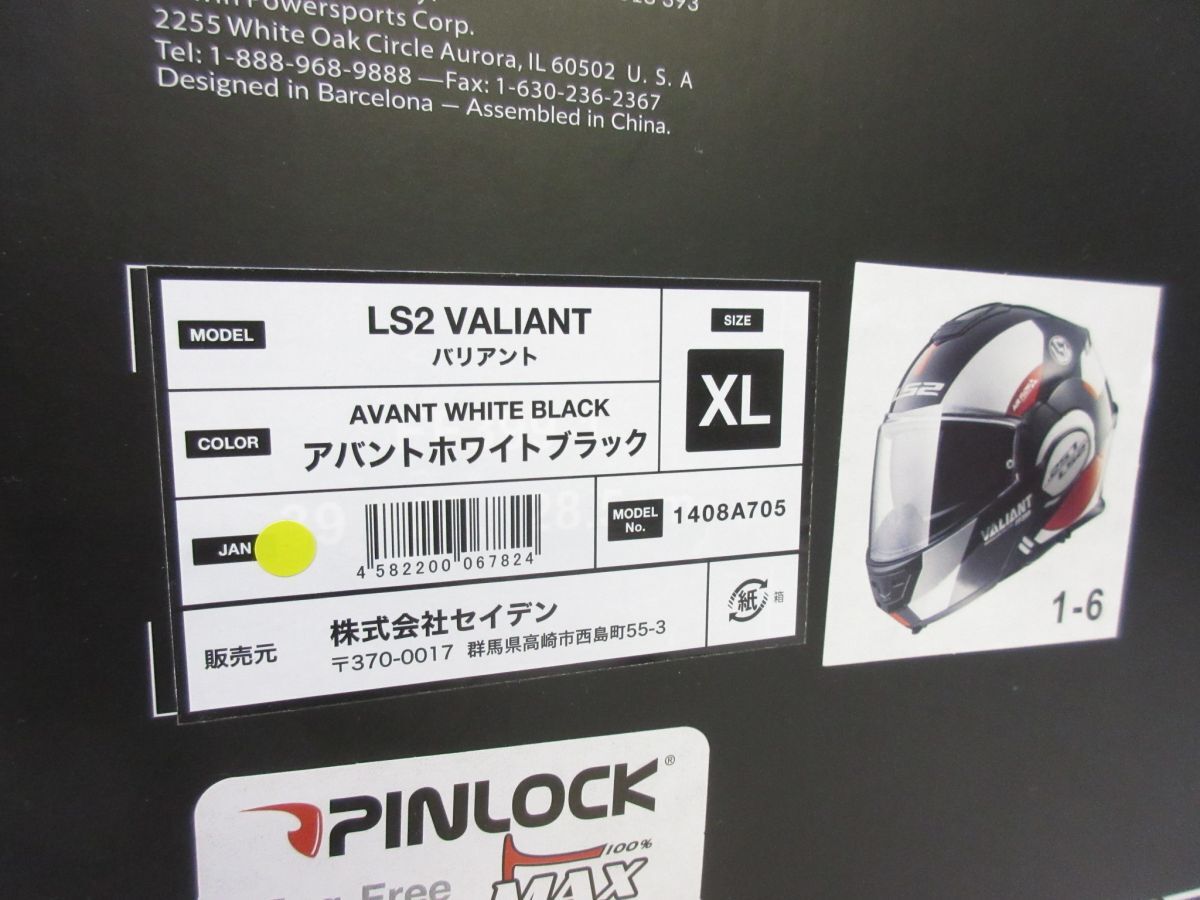 Powersports Corp.
2255 White Oak Circle Aurora, IL 60502 U. S. A
Tel: 1-888-968-9888 —Fax: 1-630-236-2367
Designed in Barcelona — Assembled in China.
MODEL
LS2 VALIANT
バリアント
SIZE
XL
COLOR
AVANT WHITE BLACK
アバントホワイトブラック
JAN
4 582200 067824
MODEL No.
1408A705
販売元
株式会社セイデン
〒370-0017 群馬県高崎市西島町55-3
紙
箱
LS2
VALIANT
1-6
PINLOCK®
Free
100%
MAX